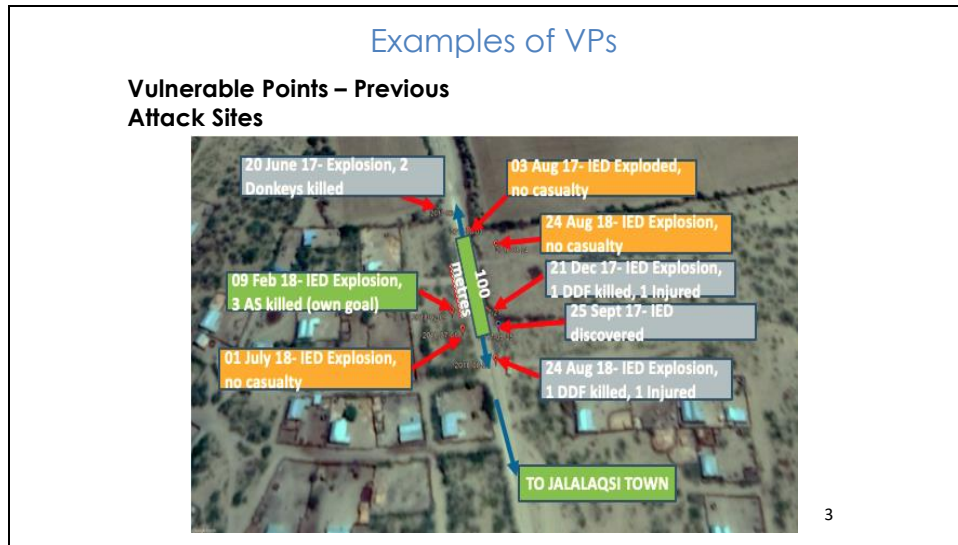 Examples of VPs
Vulnerable Points – Previous
Attack Sites
20 June 17- Explosion, 2
Donkeys killed
03 Aug 17- IED Exploded,
no casualty
24 Aug 18- IED Explosion,
no casualty
21 Dec 17- IED Explosion,
1 DDF killed, 1 Injured
09 Feb 18- IED Explosion,
3 AS killed (own goal)
100
metres
25 Sept 17- IED
discovered
01 July 18- IED Explosion,
no casualty
24 Aug 18- IED Explosion,
1 DDF killed, 1 Injured
TO JALALAQSI TOWN
3